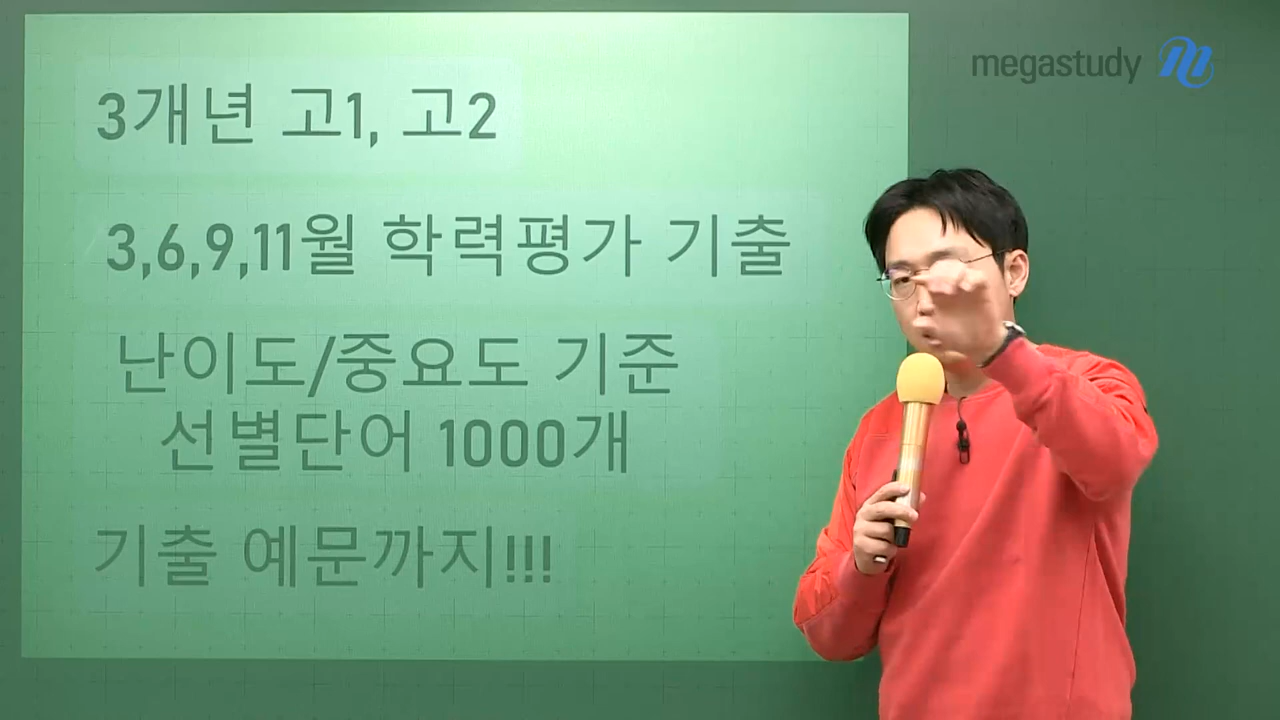 megastudy
3개년 고1, 고2
3,6,9,11월 학력평가 기출
난이도/중요도 기준
선별단어 1000개
기출 예문까지!!!